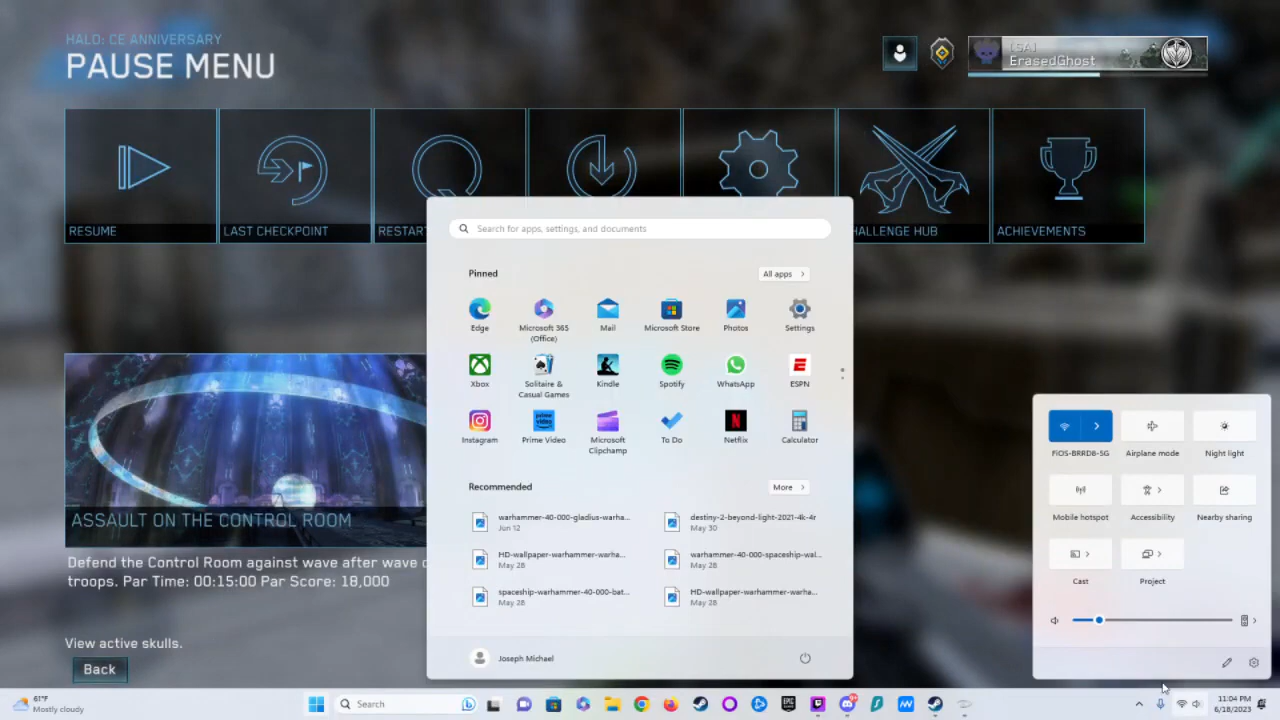 HALO: CE ANNIVERSARY
PAUSE MENU
[.SA]
ErasedGhost
RESUME
LAST CHECKPOINT
RESTAR
HALLENGE HUB
ACHIEVEMENTS
Search for apps, settings, and documents
Pinned
All apps
Edge
Microsoft 365
(Office)
Mail
Microsoft Store
Photos
Settings
Xbox
Solitaire &
Casual Games
Kindle
Spotify
WhatsApp
ESPN
Instagram
prime
video
Prime Video
Microsoft
Clipchamp
To Do
Netflix
Calculator
Recommended
More
warhammer-40-000-gladius-warha...
Jun 12
destiny-2-beyond-light-2021-4k-4r
May 30
HD-wallpaper-warhammer-warha...
May 28
warhammer-40-000-spaceship-wal...
May 28
spaceship-warhammer-40-000-bat...
May 28
HD-wallpaper-warhammer-warha...
May 28
Joseph Michael
ASSAULT ON THE CONTROL ROOM
Defend the Control Room against wave after wave
troops. Par Time: 00:15:00 Par Score: 18,000
View active skulls.
Back
FiOS-BRRD8-5G
Airplane mode
Night light
Mobile hotspot
Accessibility
Nearby sharing
Cast
Project
61°F
Mostly cloudy
Search
EPIC
11:04 PM
6/18/2023